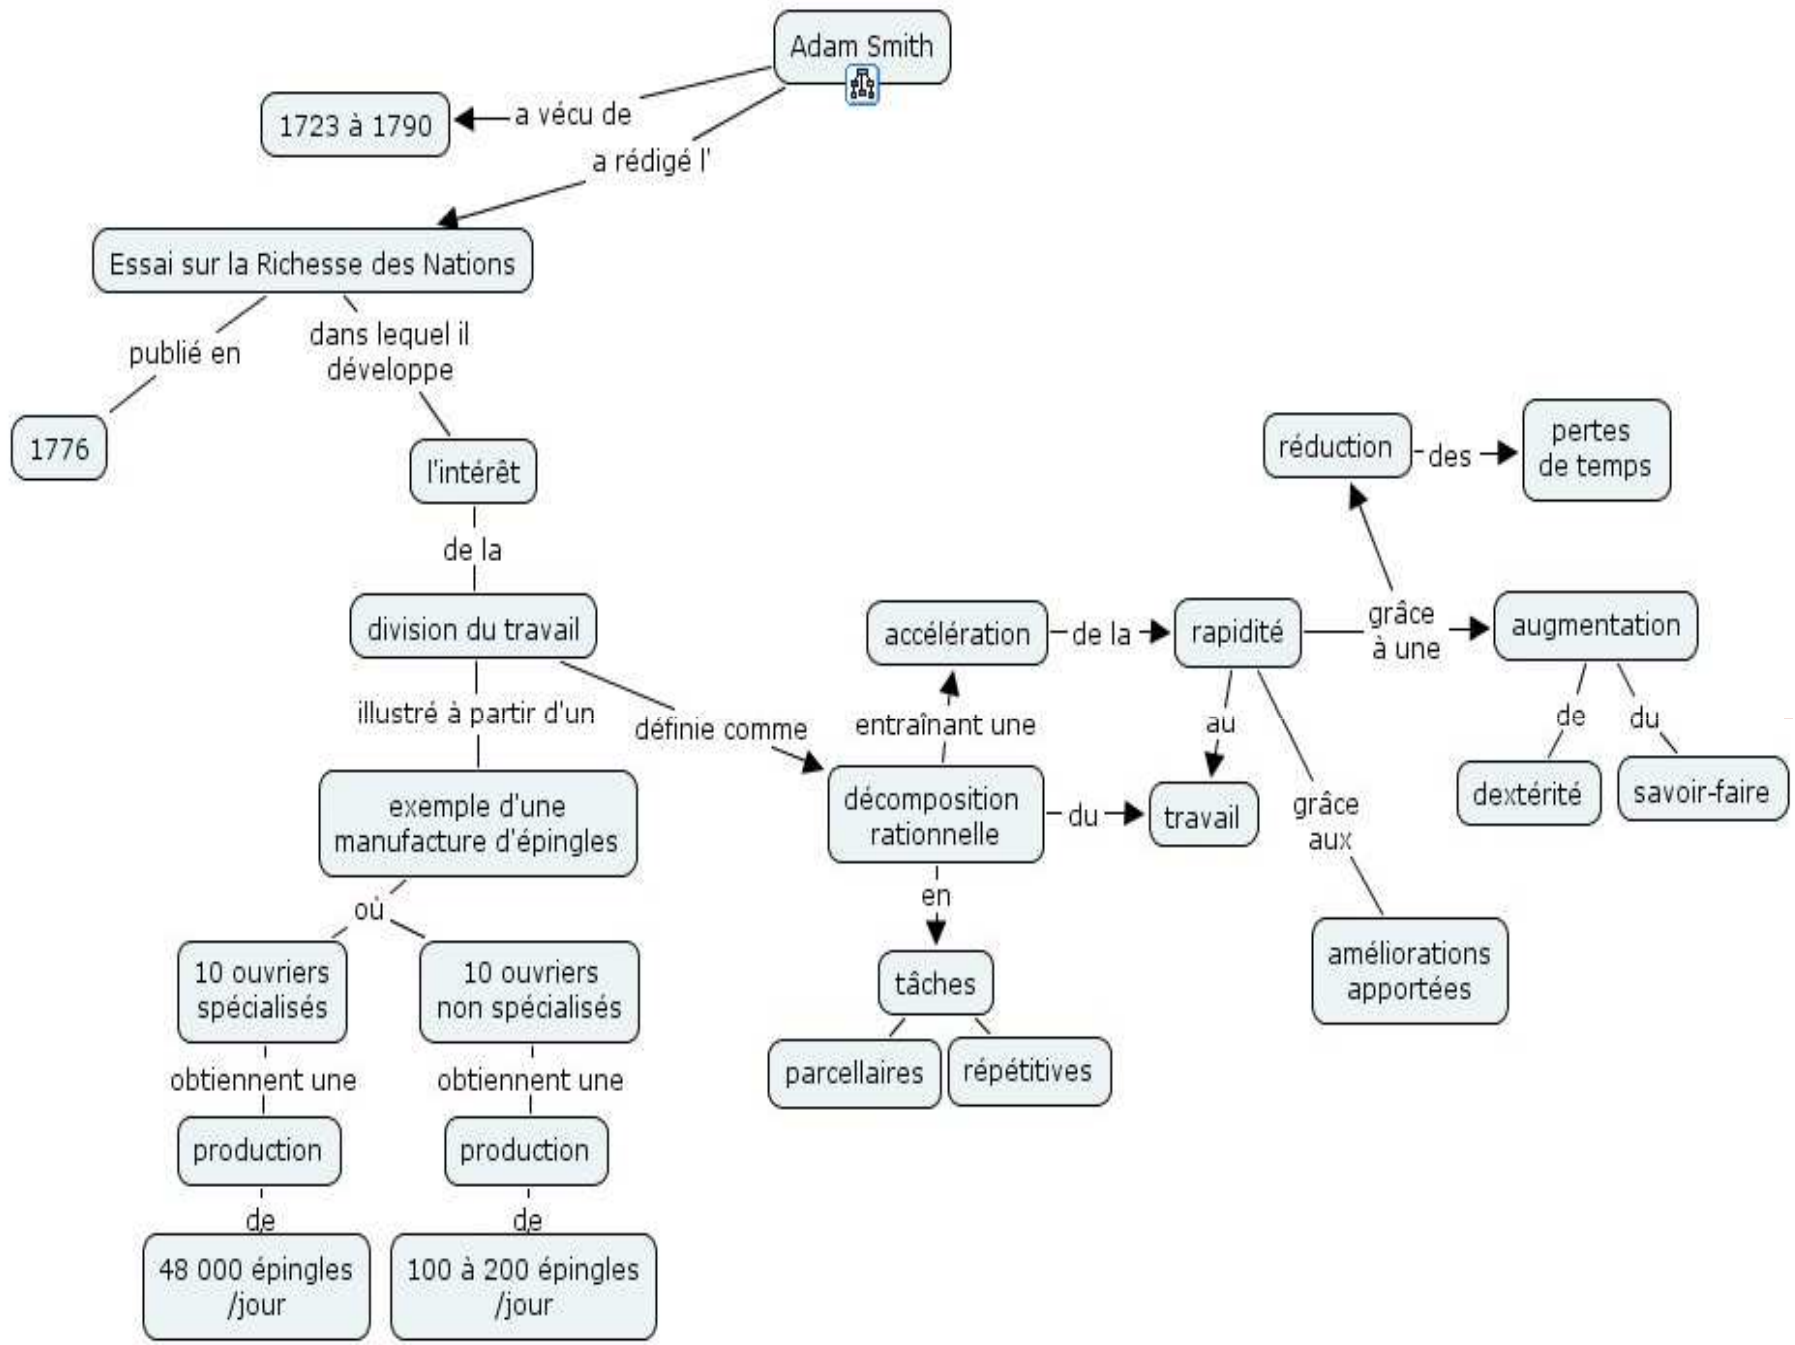 Adam Smith
a vécu de
1723 à 1790
a rédigé l'
Essai sur la Richesse des Nations
publié en
1776
dans lequel il
développe
l'intérêt
de la
division du travail
illustré à partir d'un
exemple d'une
manufacture d'épingles
où
10 ouvriers
spécialisés
obtiennent une
production
de
48 000 épingles
/jour
10 ouvriers
non spécialisés
obtiennent une
production
de
100 à 200 épingles
/jour
définie comme
décomposition
rationnelle
du
travail
en
tâches
parcellaires
répétitives
entraînant une
accélération
de la
rapidité
au
grâce
aux
améliorations
apportées
grâce
à une
réduction
des
pertes
de temps
augmentation
de
dextérité
du
savoir-faire